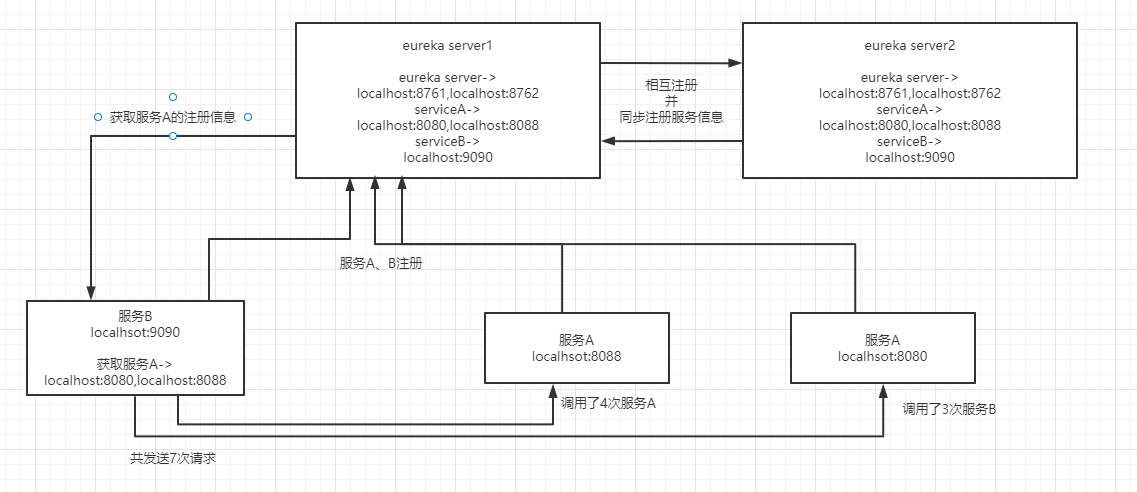 eureka server1
eureka server->
localhost:8761,localhost:8762
serviceA->
localhost:8080,localhost:8088
serviceB->
localhost:9090
相互注册
并
同步注册服务信息
eureka server2
eureka server->
localhost:8761,localhost:8762
serviceA->
localhost:8080,localhost:8088
serviceB->
localhost:9090
获取服务A的注册信息
服务A、B注册
服务B
localhsot:9090
获取服务A->
localhost:8080,localhost:8088
服务A
localhsot:8088
服务A
localhsot:8080
调用了4次服务A
调用了3次服务B
共发送7次请求